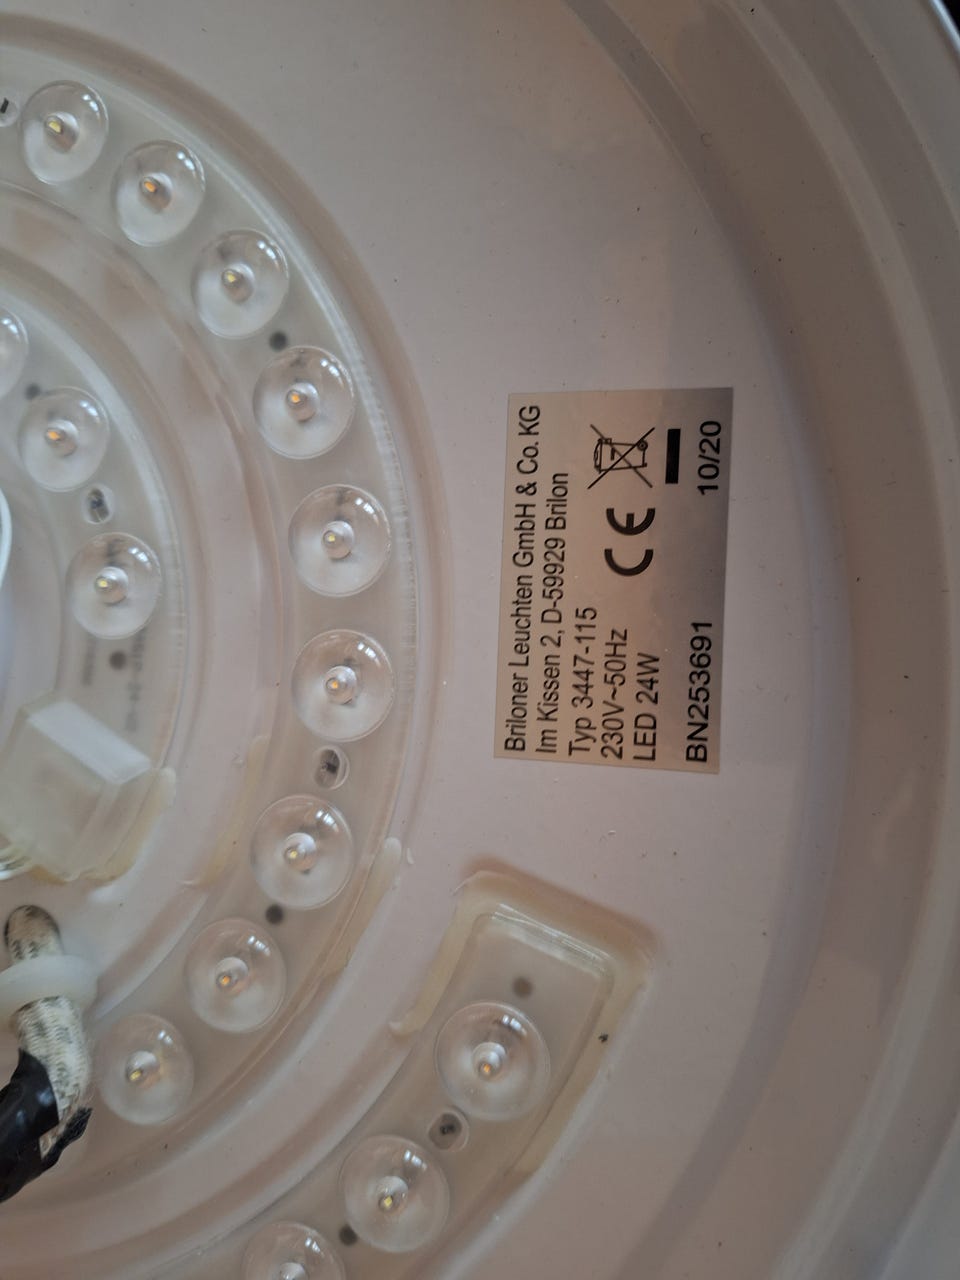 Briloner Leuchten GmbH & Co. KG
Im Kissen 2, D-59929 Brilon
Typ 3447-115
230V~50Hz
LED 24W
CE
BN253691 10/20